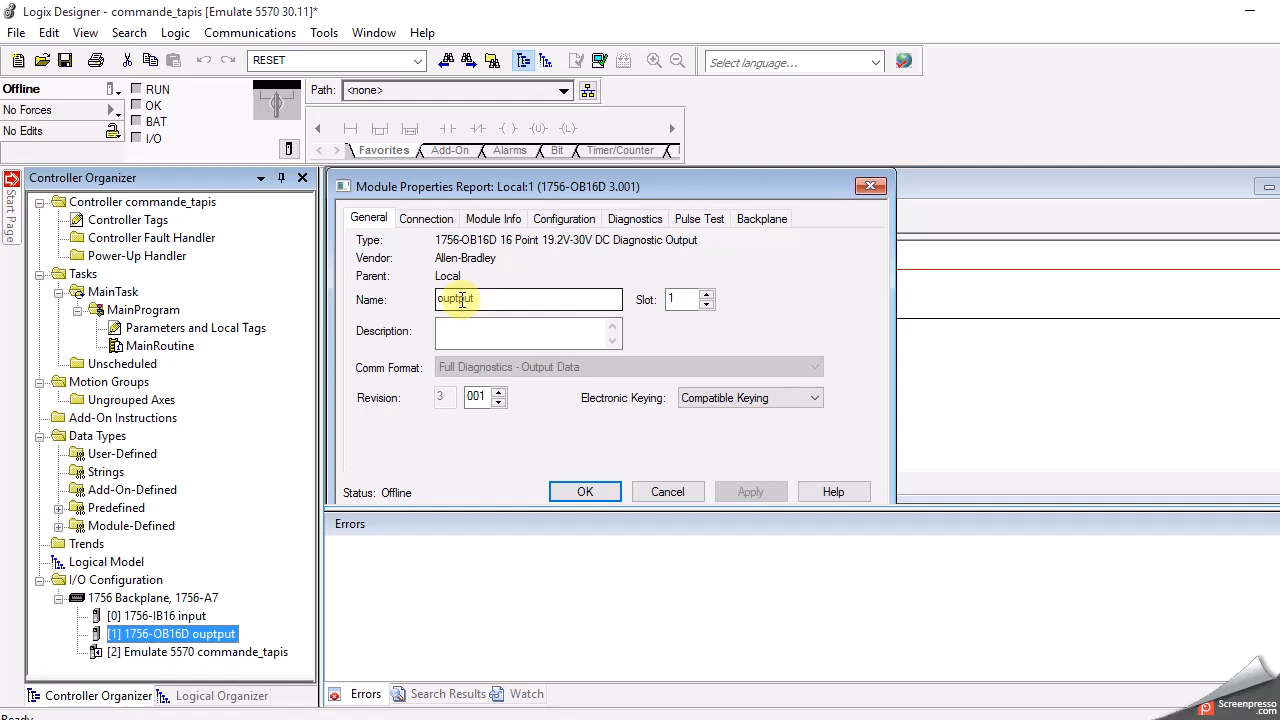 Logix Designer - commande_tapis [Emulate 5570 30.11]*
File Edit View Search Logic Communications Tools Window Help
RESET
Select language...
Offline
RUN
Path: <none>
No Forces
OK
No Edits
BAT
I/O
Favorites Add-On Alarms Bit Timer/Counter
Start Page
Controller Organizer
Controller commande_tapis
Controller Tags
Controller Fault Handler
Power-Up Handler
Tasks
MainTask
MainProgram
Parameters and Local Tags
MainRoutine
Unscheduled
Motion Groups
Ungrouped Axes
Add-On Instructions
Data Types
User-Defined
Strings
Add-On-Defined
Predefined
Module-Defined
Trends
Logical Model
I/O Configuration
1756 Backplane, 1756-A7
[0] 1756-IB16 input
[1] 1756-OB16D ouptput
[2] Emulate 5570 commande_tapis
Controller Organizer Logical Organizer
Module Properties Report: Local:1 (1756-OB16D 3.001)
General Connection Module Info Configuration Diagnostics Pulse Test Backplane
Type: 1756-OB16D 16 Point 19.2V-30V DC Diagnostic Output
Vendor: Allen-Bradley
Parent: Local
Name: ouptput Slot: 1
Description:
Comm Format: Full Diagnostics - Output Data
Revision: 3 001 Electronic Keying: Compatible Keying
Status: Offline OK Cancel Apply Help
Errors
Errors Search Results Watch
Screenpresso
.com